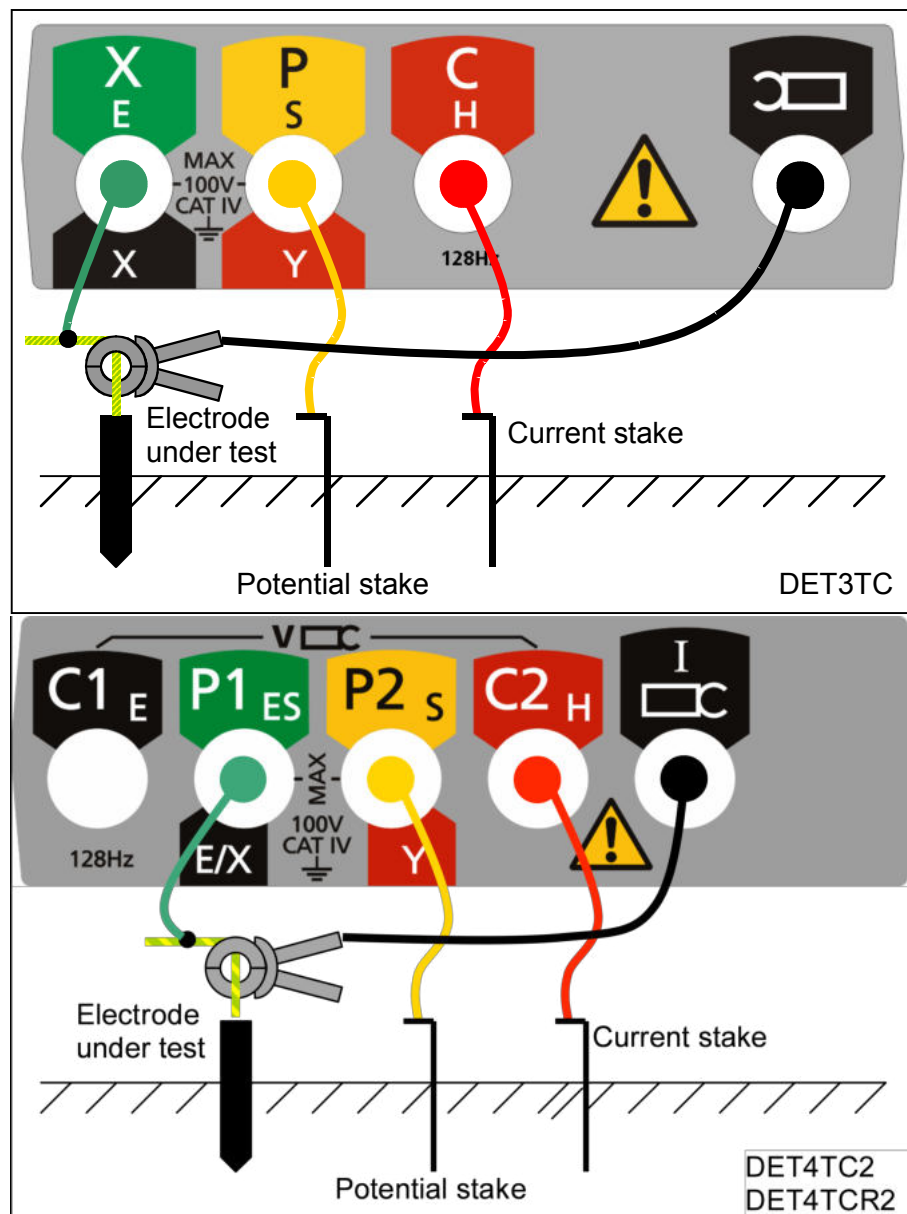 X
E
P
S
C
H
MAX
100V
CAT IV
X
Y
128Hz
Electrode
under test
Current stake
Potential stake
DET3TC
V
C1 E
P1 ES
P2 S
C2 H
I
MAX
100V
CAT IV
128Hz
E/X
Y
Electrode
under test
Current stake
Potential stake
DET4TC2
DET4TCR2